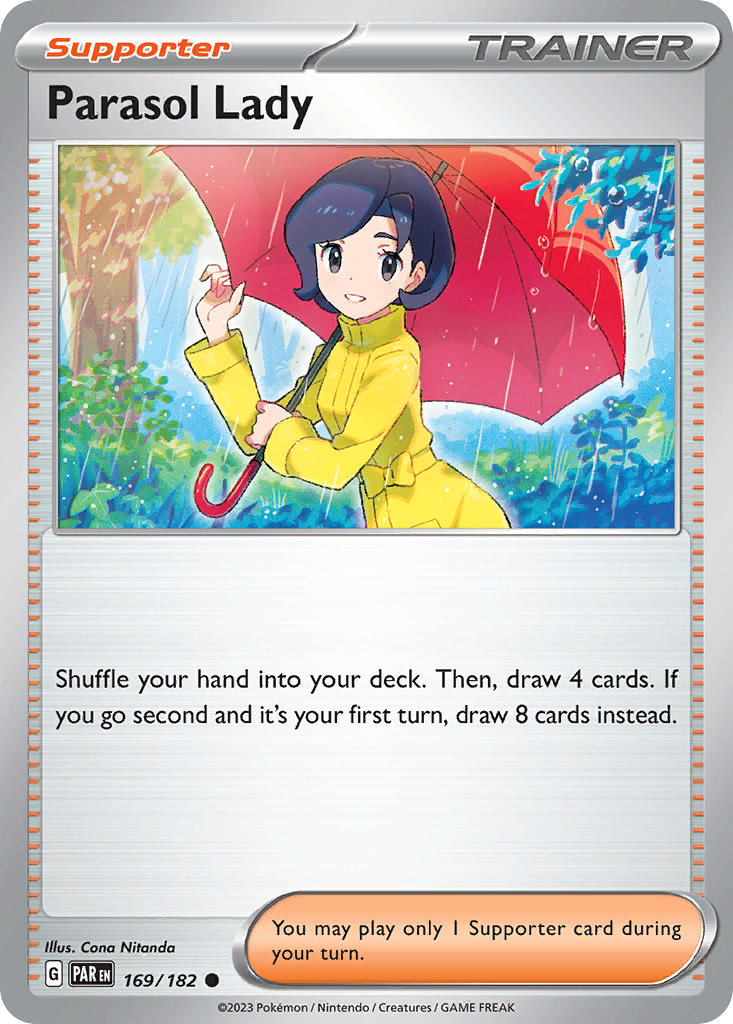 Supporter TRAINER
Parasol Lady
Shuffle your hand into your deck. Then, draw 4 cards. If
you go second and it's your first turn, draw 8 cards instead.
You may play only 1 Supporter card during
your turn.
Illus. Cona Nitanda
G PAR EN 169/182
©2023 Pokémon / Nintendo / Creatures / GAME FREAK